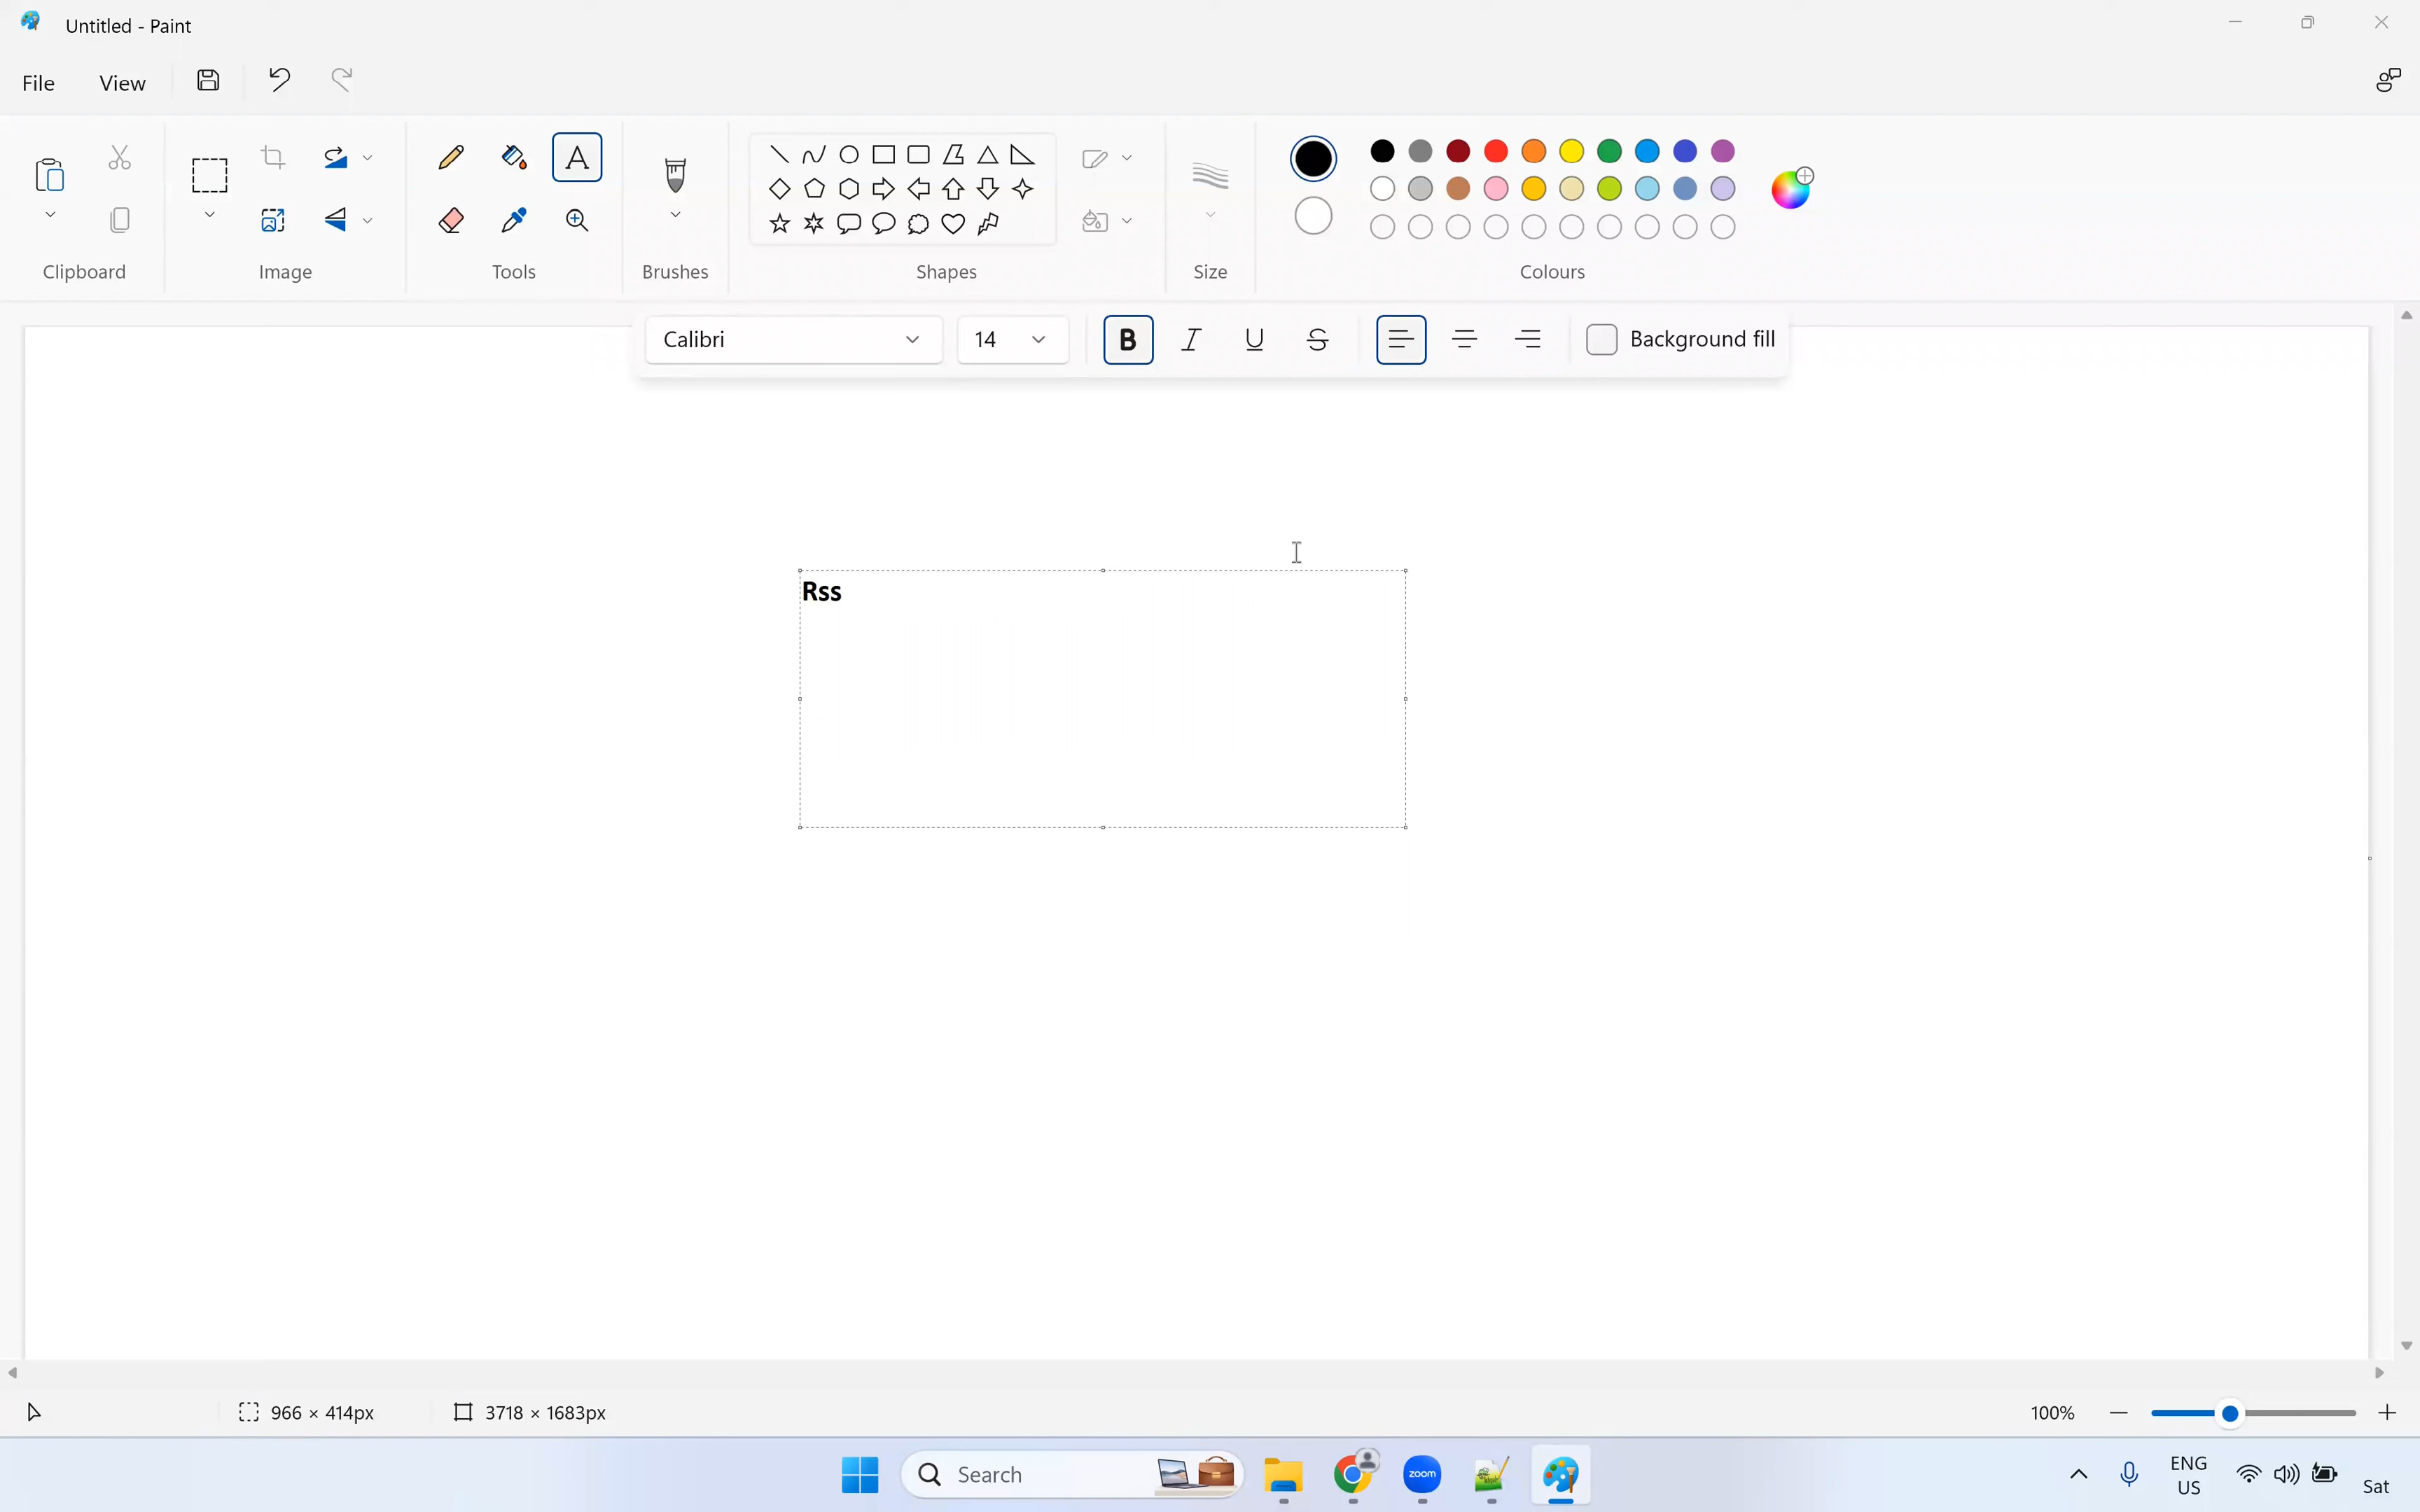 Untitled - Paint
File View
Clipboard Image Tools Brushes Shapes Size Colours
Calibri 14 B I U S Background fill
Rss
966 × 414px 3718 × 1683px 100%
Search zoom ENG
US Sat